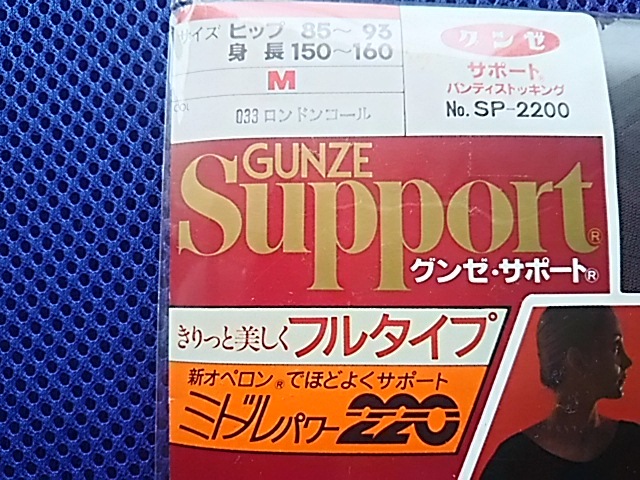 サイズ ヒップ 85～93
身長 150～160
M
COL
033 ロンドンコール
グンゼ
サポート®
パンティストッキング
No. SP-2200
GUNZE
Support®
グンゼ・サポート®
きりっと美しくフルタイプ
新オペロン®でほどよくサポート
ミドルパワー220